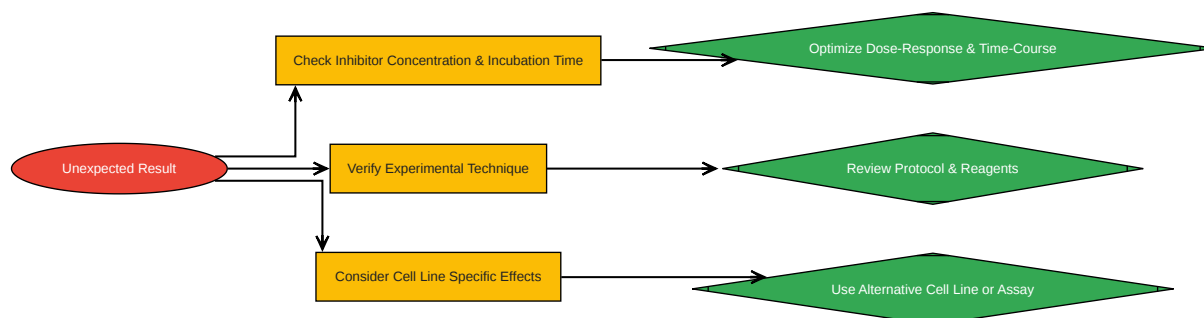 Optimize Dose-Response & Time-Course
Check Inhibitor Concentration & Incubation Time
Unexpected Result
Verify Experimental Technique
Review Protocol & Reagents
Consider Cell Line Specific Effects
Use Alternative Cell Line or Assay